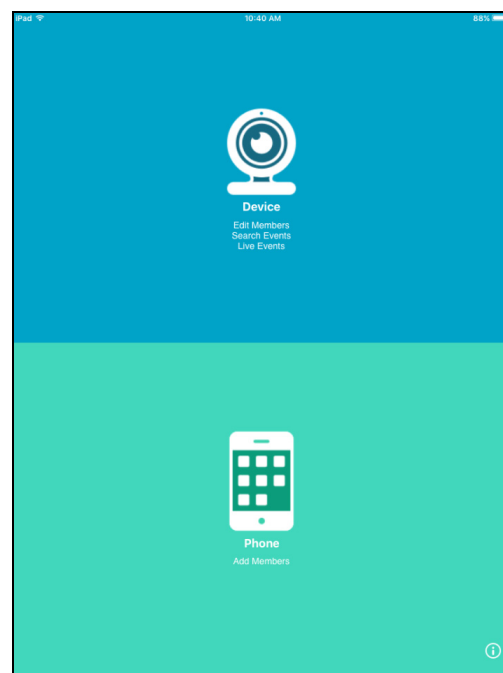 iPad 10:40 AM 88%
Device
Edit Members
Search Events
Live Events
Phone
Add Members